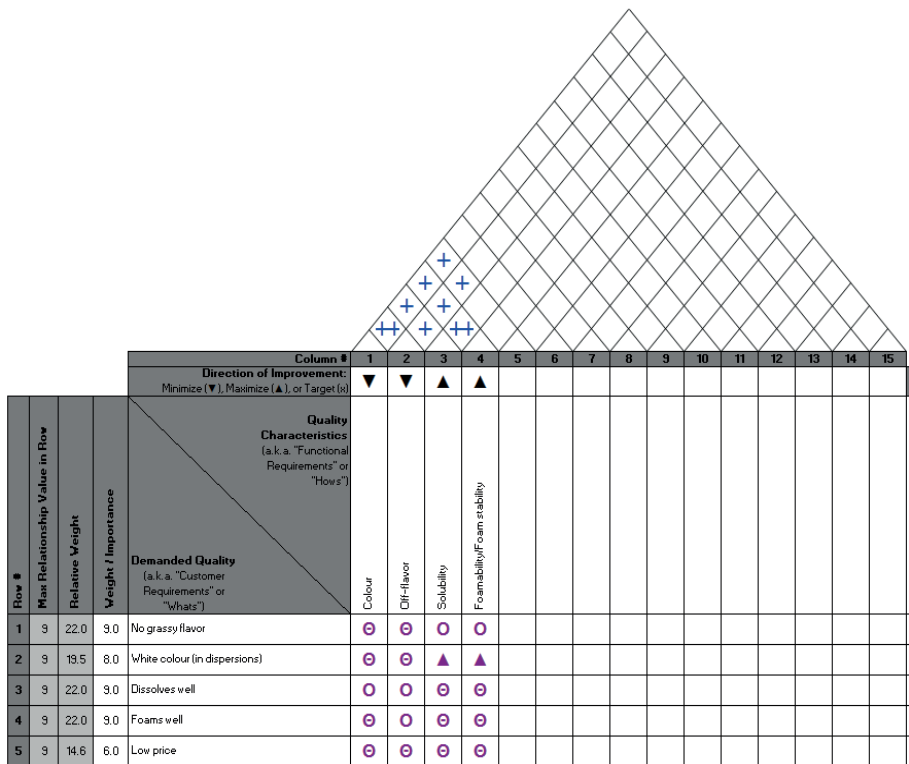 +
+ +
+ +
++ + ++
Column # 1 2 3 4 5 6 7 8 9 10 11 12 13 14 15
Direction of Improvement:
Minimize (▼), Maximize (▲), or Target (x) ▼ ▼ ▲ ▲
Quality
Characteristics
(a.k.a. "Functional
Requirements" or
"Hows")
Demanded Quality
(a.k.a. "Customer
Requirements" or
"Whats")
Row #
Max Relationship Value in Row
Relative Weight
Weight / Importance
Colour
Off-flavor
Solubility
Foamability/Foam stability
1 9 22.0 9.0 No grassy flavor Θ Θ Ο Ο
2 9 19.5 8.0 White colour (in dispersions) Θ Θ ▲ ▲
3 9 22.0 9.0 Dissolves well Ο Ο Θ Θ
4 9 22.0 9.0 Foams well Θ Ο Θ Θ
5 9 14.6 6.0 Low price Θ Θ Θ Θ